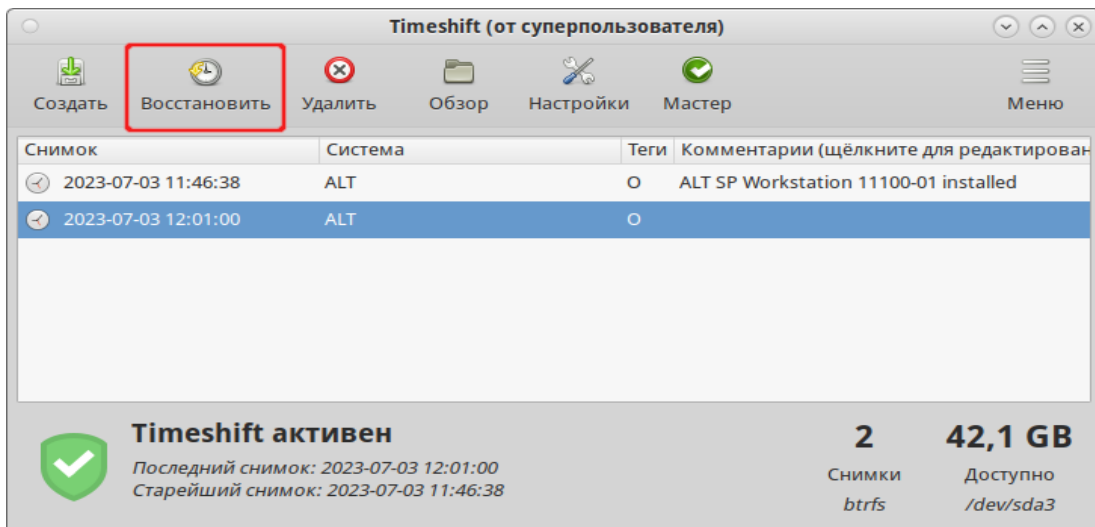 Timeshift (от суперпользователя)
Создать Восстановить Удалить Обзор Настройки Мастер Меню
Снимок Система Теги Комментарии (щёлкните для редактирован
2023-07-03 11:46:38 ALT O ALT SP Workstation 11100-01 installed
2023-07-03 12:01:00 ALT O
Timeshift активен 2 42,1 GB
Последний снимок: 2023-07-03 12:01:00
Старейший снимок: 2023-07-03 11:46:38
Снимки Доступно
btrfs /dev/sda3